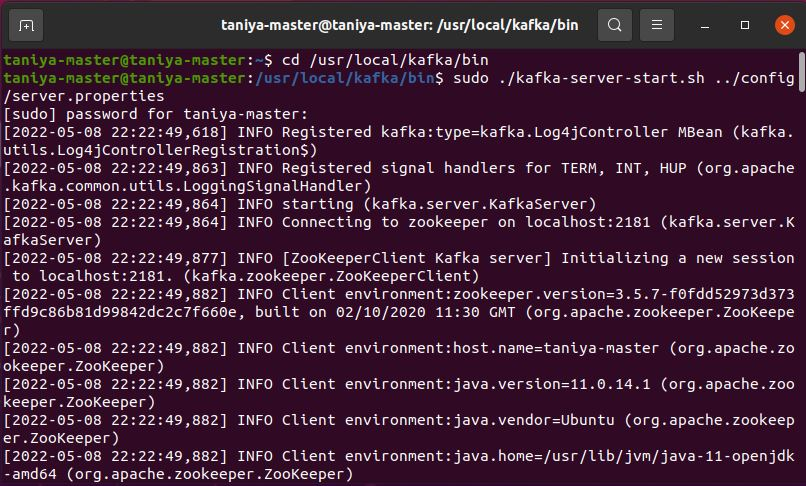 taniya-master@taniya-master: /usr/local/kafka/bin
taniya-master@taniya-master:~$ cd /usr/local/kafka/bin
taniya-master@taniya-master:/usr/local/kafka/bin$ sudo ./kafka-server-start.sh ../config
/server.properties
[sudo] password for taniya-master:
[2022-05-08 22:22:49,618] INFO Registered kafka:type=kafka.Log4jController MBean (kafka.
utils.Log4jControllerRegistration$)
[2022-05-08 22:22:49,863] INFO Registered signal handlers for TERM, INT, HUP (org.apache
.kafka.common.utils.LoggingSignalHandler)
[2022-05-08 22:22:49,864] INFO starting (kafka.server.KafkaServer)
[2022-05-08 22:22:49,864] INFO Connecting to zookeeper on localhost:2181 (kafka.server.K
afkaServer)
[2022-05-08 22:22:49,877] INFO [ZooKeeperClient Kafka server] Initializing a new session
 to localhost:2181. (kafka.zookeeper.ZooKeeperClient)
[2022-05-08 22:22:49,882] INFO Client environment:zookeeper.version=3.5.7-f0fdd52973d373
ffd9c86b81d99842dc2c7f660e, built on 02/10/2020 11:30 GMT (org.apache.zookeeper.ZooKeepe
r)
[2022-05-08 22:22:49,882] INFO Client environment:host.name=taniya-master (org.apache.zo
okeeper.ZooKeeper)
[2022-05-08 22:22:49,882] INFO Client environment:java.version=11.0.14.1 (org.apache.zoo
keeper.ZooKeeper)
[2022-05-08 22:22:49,882] INFO Client environment:java.vendor=Ubuntu (org.apache.zookeep
er.ZooKeeper)
[2022-05-08 22:22:49,882] INFO Client environment:java.home=/usr/lib/jvm/java-11-openjdk
-amd64 (org.apache.zookeeper.ZooKeeper)